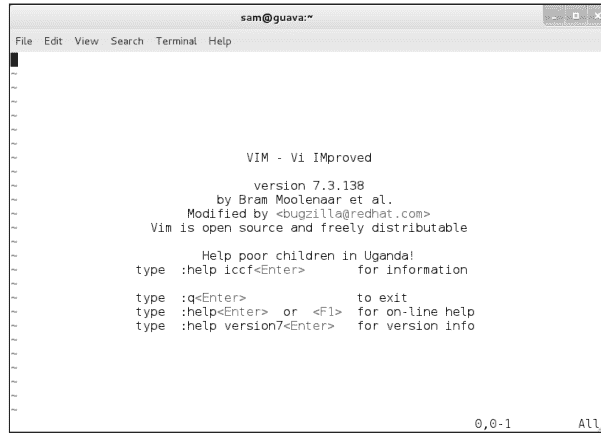 sam@guava:~
File Edit View Search Terminal Help
~
~
~
~
~
~
~ VIM - Vi IMproved
~
~ version 7.3.138
~ by Bram Moolenaar et al.
~ Modified by <bugzilla@redhat.com>
~ Vim is open source and freely distributable
~
~ Help poor children in Uganda!
~ type :help iccf<Enter> for information
~
~ type :q<Enter> to exit
~ type :help<Enter> or <F1> for on-line help
~ type :help version7<Enter> for version info
~
~
~
~
~
~
0,0-1 All